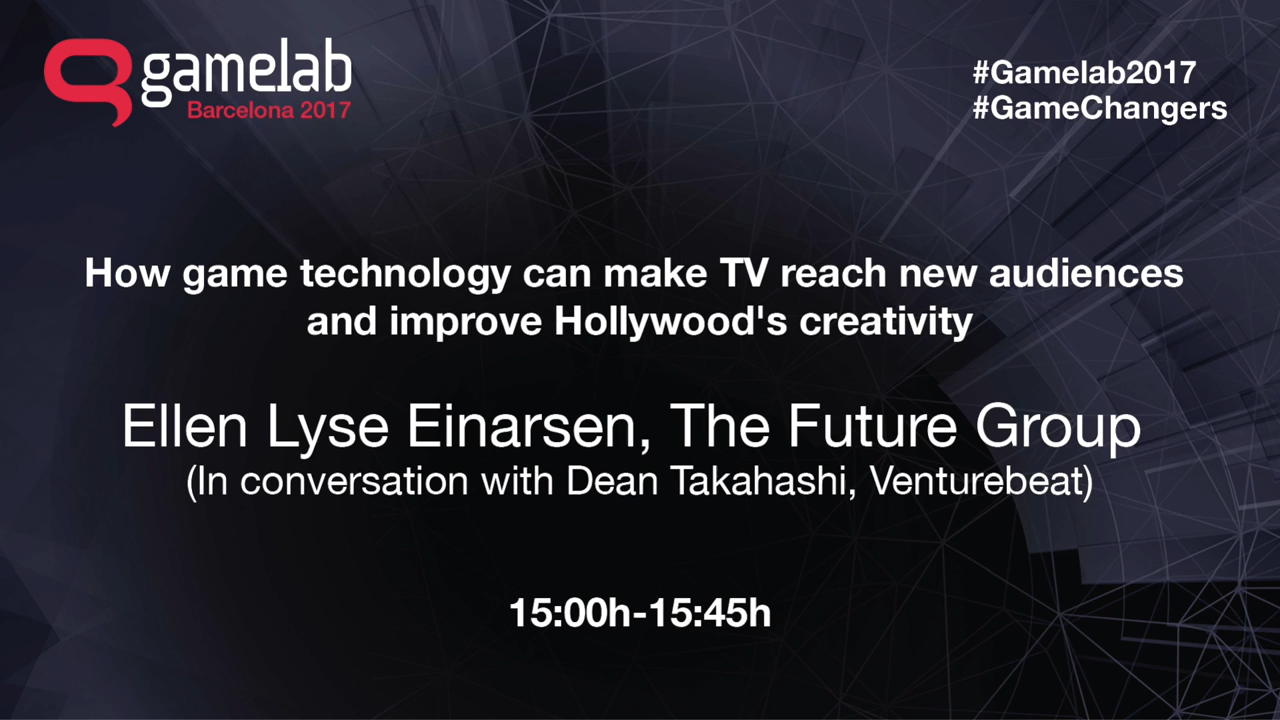 gamelab
Barcelona 2017
#Gamelab2017
#GameChangers
How game technology can make TV reach new audiences
and improve Hollywood's creativity
Ellen Lyse Einarsen, The Future Group
(In conversation with Dean Takahashi, Venturebeat)
15:00h-15:45h